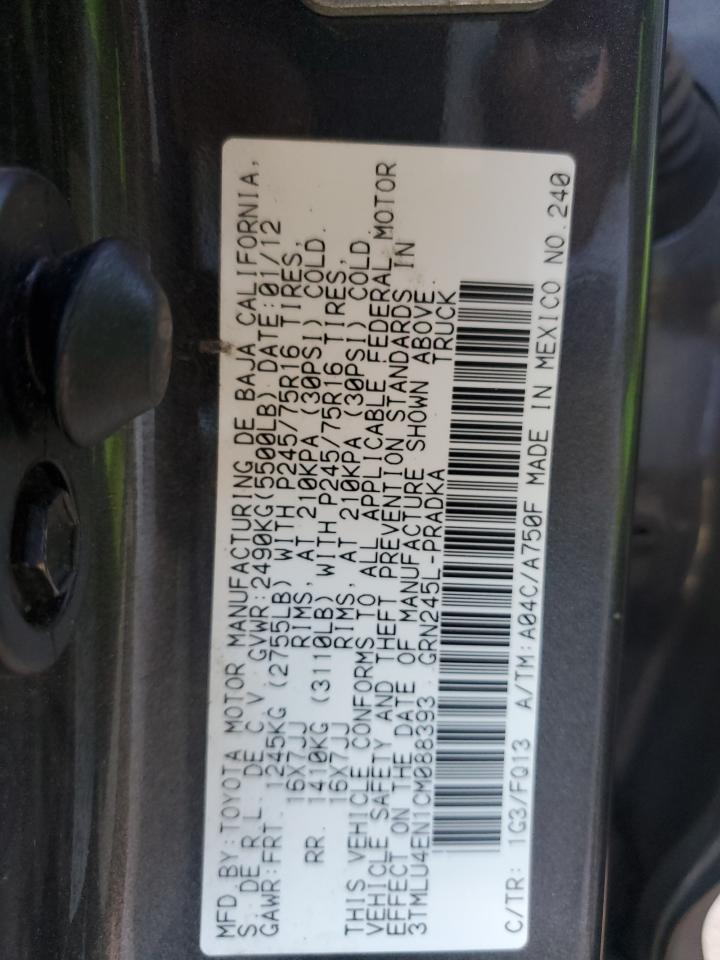 MFD.BY:TOYOTA MOTOR MANUFACTURING DE BAJA CALIFORNIA,
S. DE R.L. DE C.V. GVWR:2490KG(5500LB) DATE:01/12
GAWR:FRT. 1245KG (2755LB) WITH P245/75R16 TIRES,
16X7JJ RIMS, AT 210KPA (30PSI) COLD.
RR. 1410KG (3110LB) WITH P245/75R16 TIRES,
16X7JJ RIMS, AT 210KPA (30PSI) COLD.
THIS VEHICLE CONFORMS TO ALL APPLICABLE FEDERAL MOTOR
VEHICLE SAFETY AND THEFT PREVENTION STANDARDS IN
EFFECT ON THE DATE OF MANUFACTURE SHOWN ABOVE.
3TMLU4EN1CM088393 GRN245L-PRADKA TRUCK
C/TR: 1G3/FQ13 A/TM:A04C/A750F MADE IN MEXICO NO.240